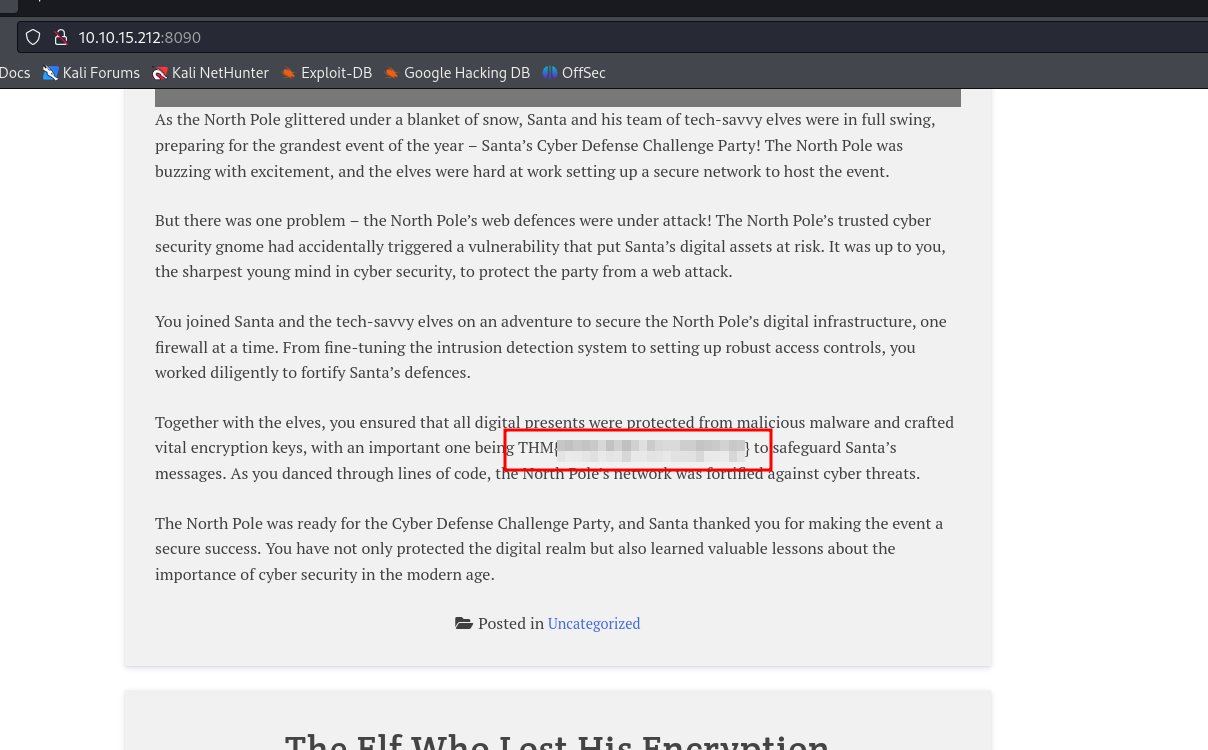 10.10.15.212:8090
Docs Kali Forums Kali NetHunter Exploit-DB Google Hacking DB OffSec
As the North Pole glittered under a blanket of snow, Santa and his team of tech-savvy elves were in full swing,
preparing for the grandest event of the year – Santa’s Cyber Defense Challenge Party! The North Pole was
buzzing with excitement, and the elves were hard at work setting up a secure network to host the event.
But there was one problem – the North Pole’s web defences were under attack! The North Pole’s trusted cyber
security gnome had accidentally triggered a vulnerability that put Santa’s digital assets at risk. It was up to you,
the sharpest young mind in cyber security, to protect the party from a web attack.
You joined Santa and the tech-savvy elves on an adventure to secure the North Pole’s digital infrastructure, one
firewall at a time. From fine-tuning the intrusion detection system to setting up robust access controls, you
worked diligently to fortify Santa’s defences.
Together with the elves, you ensured that all digital presents were protected from malicious malware and crafted
vital encryption keys, with an important one being THM{ } to safeguard Santa’s
messages. As you danced through lines of code, the North Pole’s network was fortified against cyber threats.
The North Pole was ready for the Cyber Defense Challenge Party, and Santa thanked you for making the event a
secure success. You have not only protected the digital realm but also learned valuable lessons about the
importance of cyber security in the modern age.
Posted in Uncategorized
The Elf Who Lost His Encryption